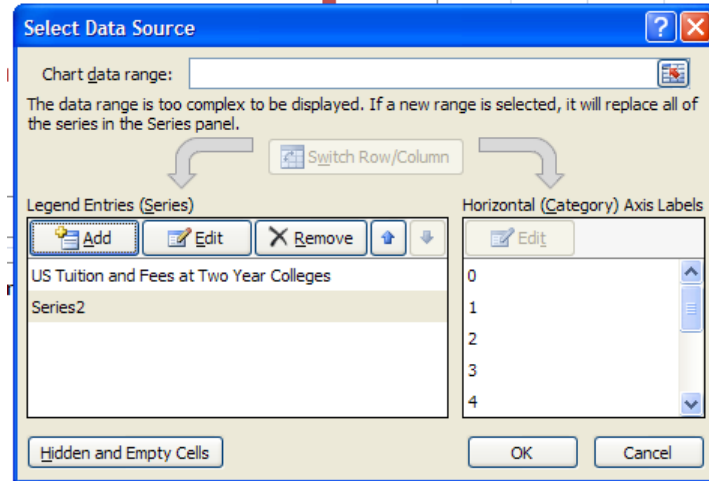 Select Data Source
Chart data range:
The data range is too complex to be displayed. If a new range is selected, it will replace all of
the series in the Series panel.
Switch Row/Column
Legend Entries (Series)
Horizontal (Category) Axis Labels
Add
Edit
Remove
Edit
US Tuition and Fees at Two Year Colleges
Series2
0
1
2
3
4
Hidden and Empty Cells
OK
Cancel